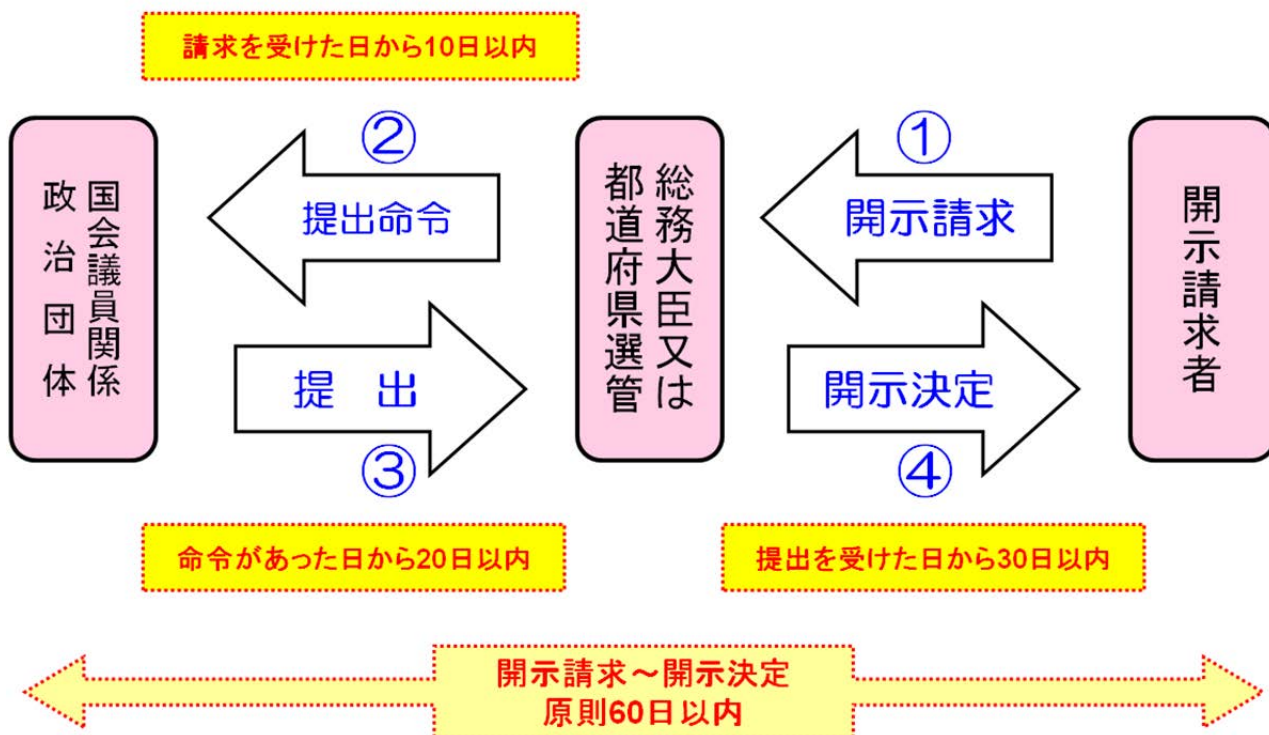 請求を受けた日から10日以内
②
①
国会議員関係
政治団体
提出命令
総務大臣又は
都道府県選管
開示請求
開示請求者
提 出
開示決定
③
④
命令があった日から20日以内
提出を受けた日から30日以内
開示請求~開示決定
原則60日以内